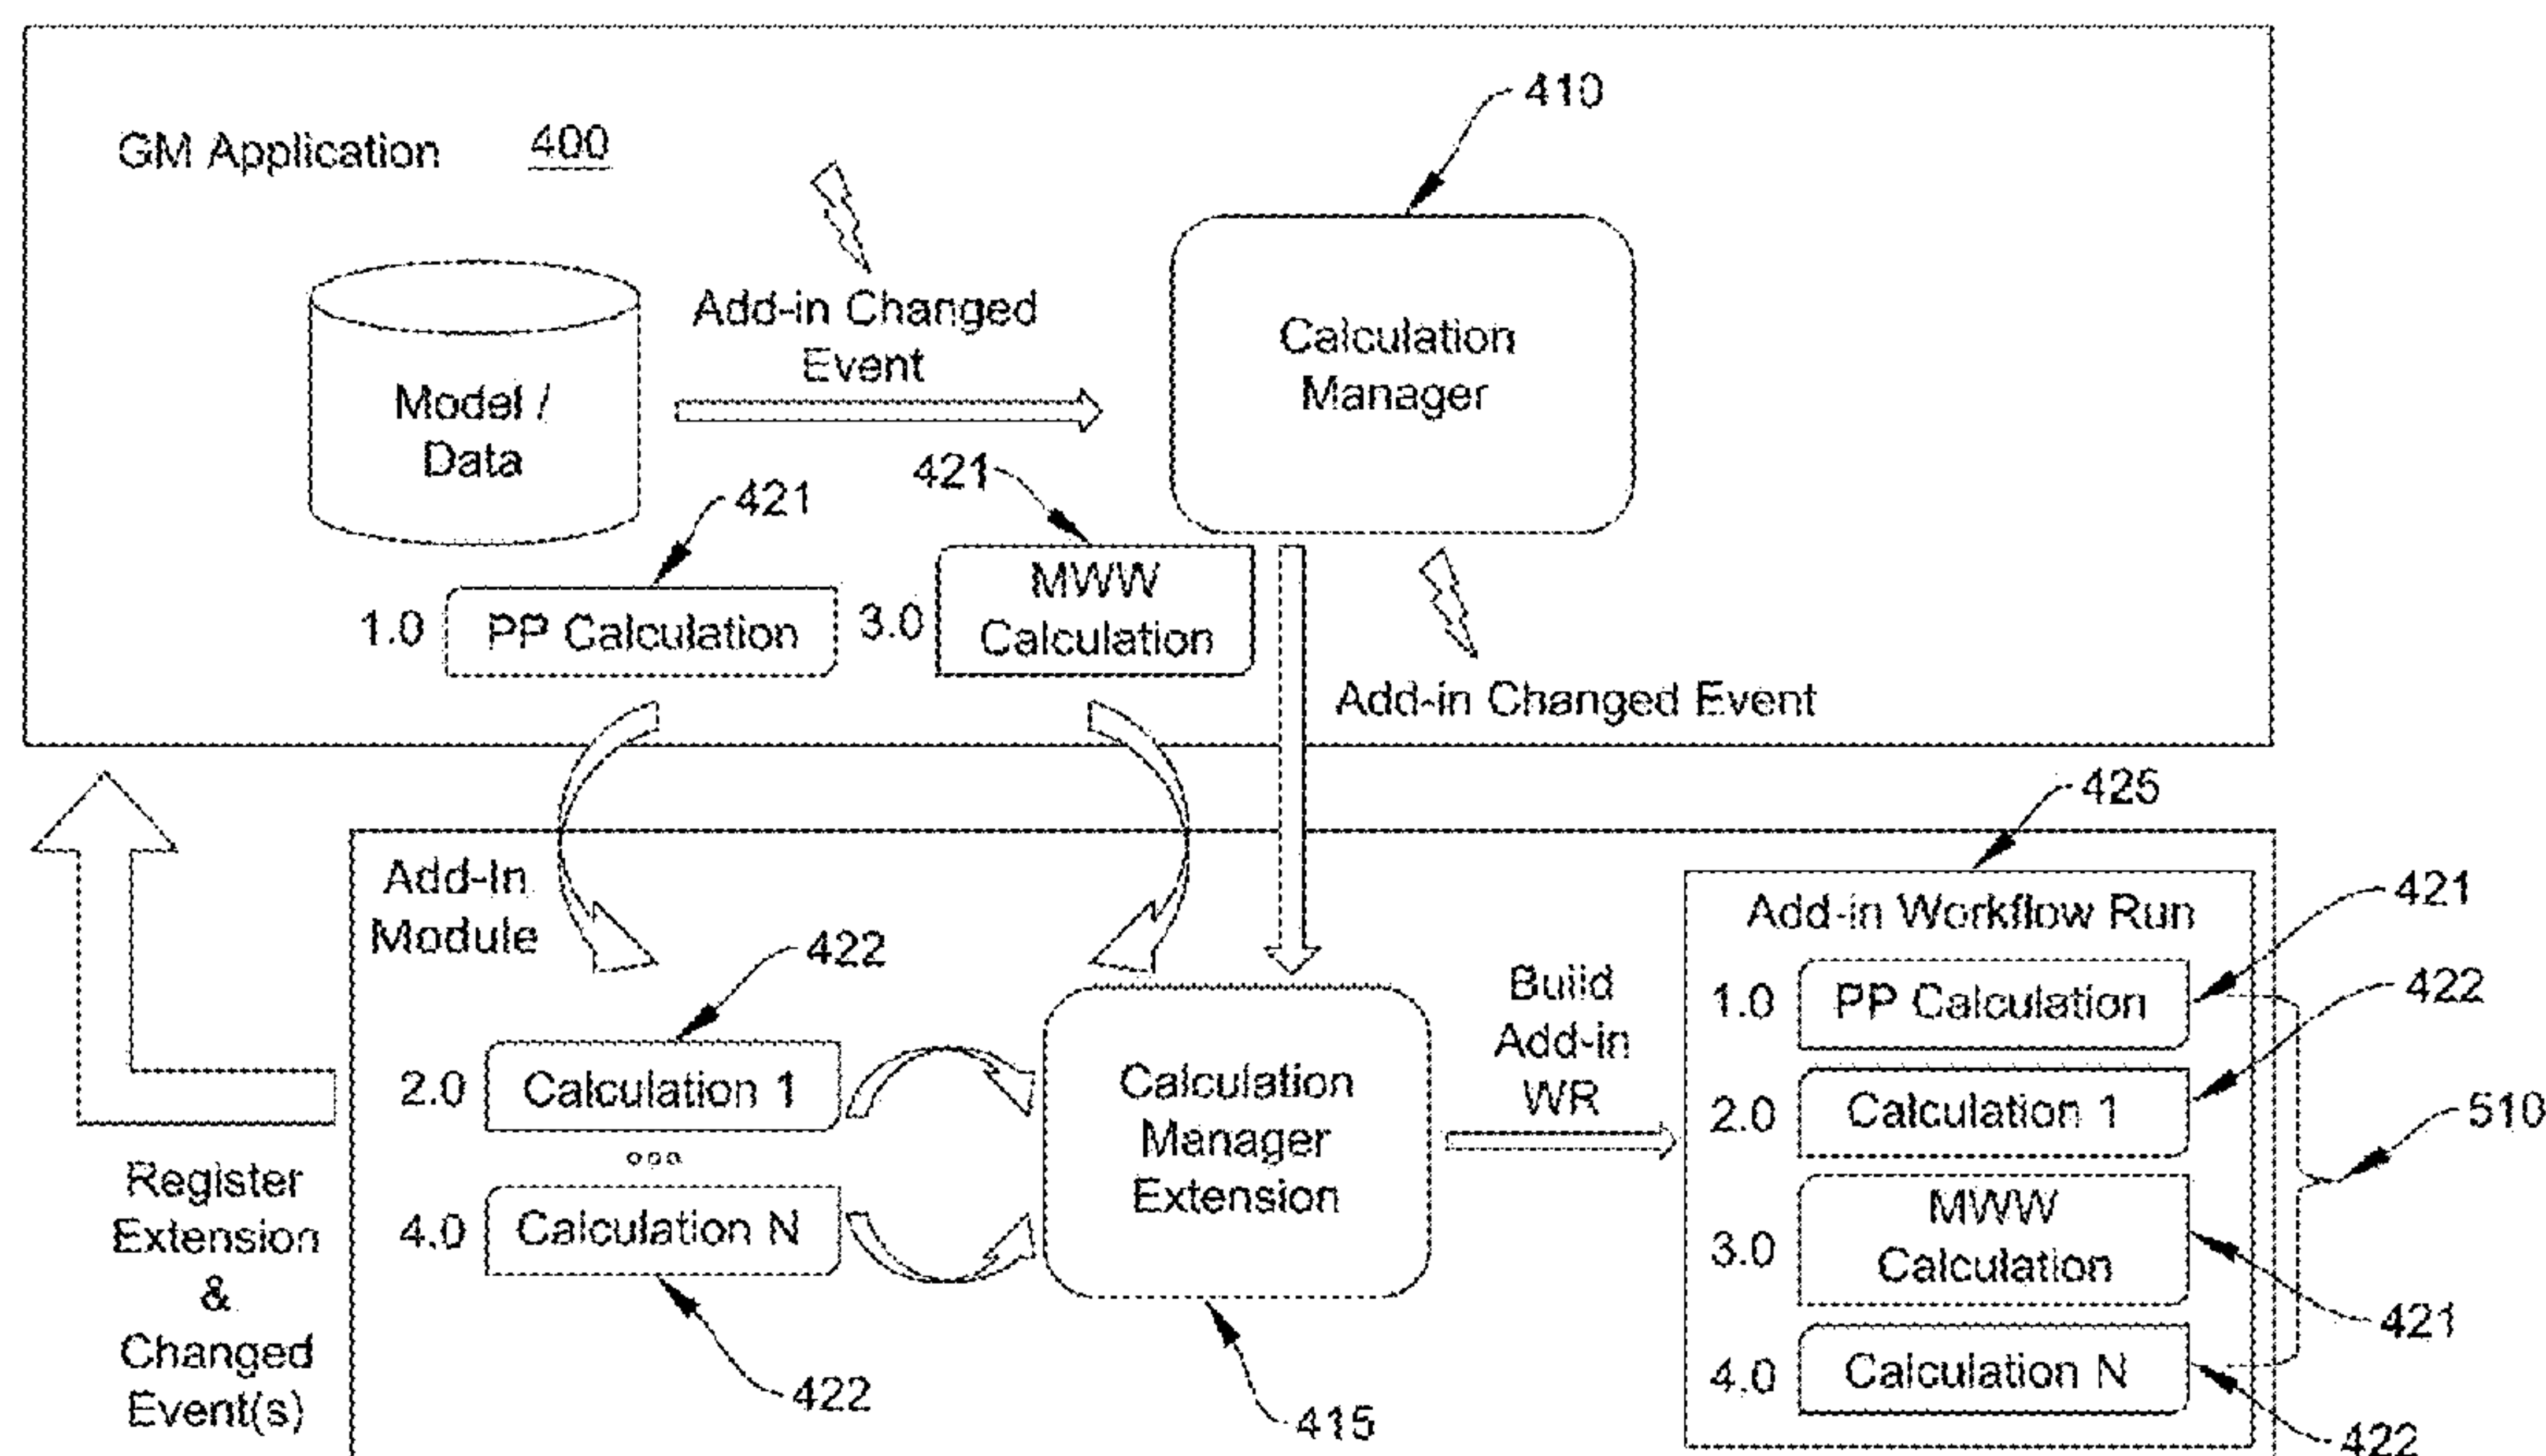 410
GM Application 400
Add-in Changed
Event
Calculation
Manager
Model /
Data
421
421
1.0 PP Calculation
3.0 MWW
Calculation
Add-in Changed Event
425
Add-In
Module
422
2.0 Calculation 1
ooo
4.0 Calculation N
422
Calculation
Manager
Extension
415
Build
Add-in
WR
Add-in Workflow Run
1.0 PP Calculation
421
2.0 Calculation 1
422
3.0 MWW
Calculation
421
4.0 Calculation N
422
510
Register
Extension
&
Changed
Event(s)